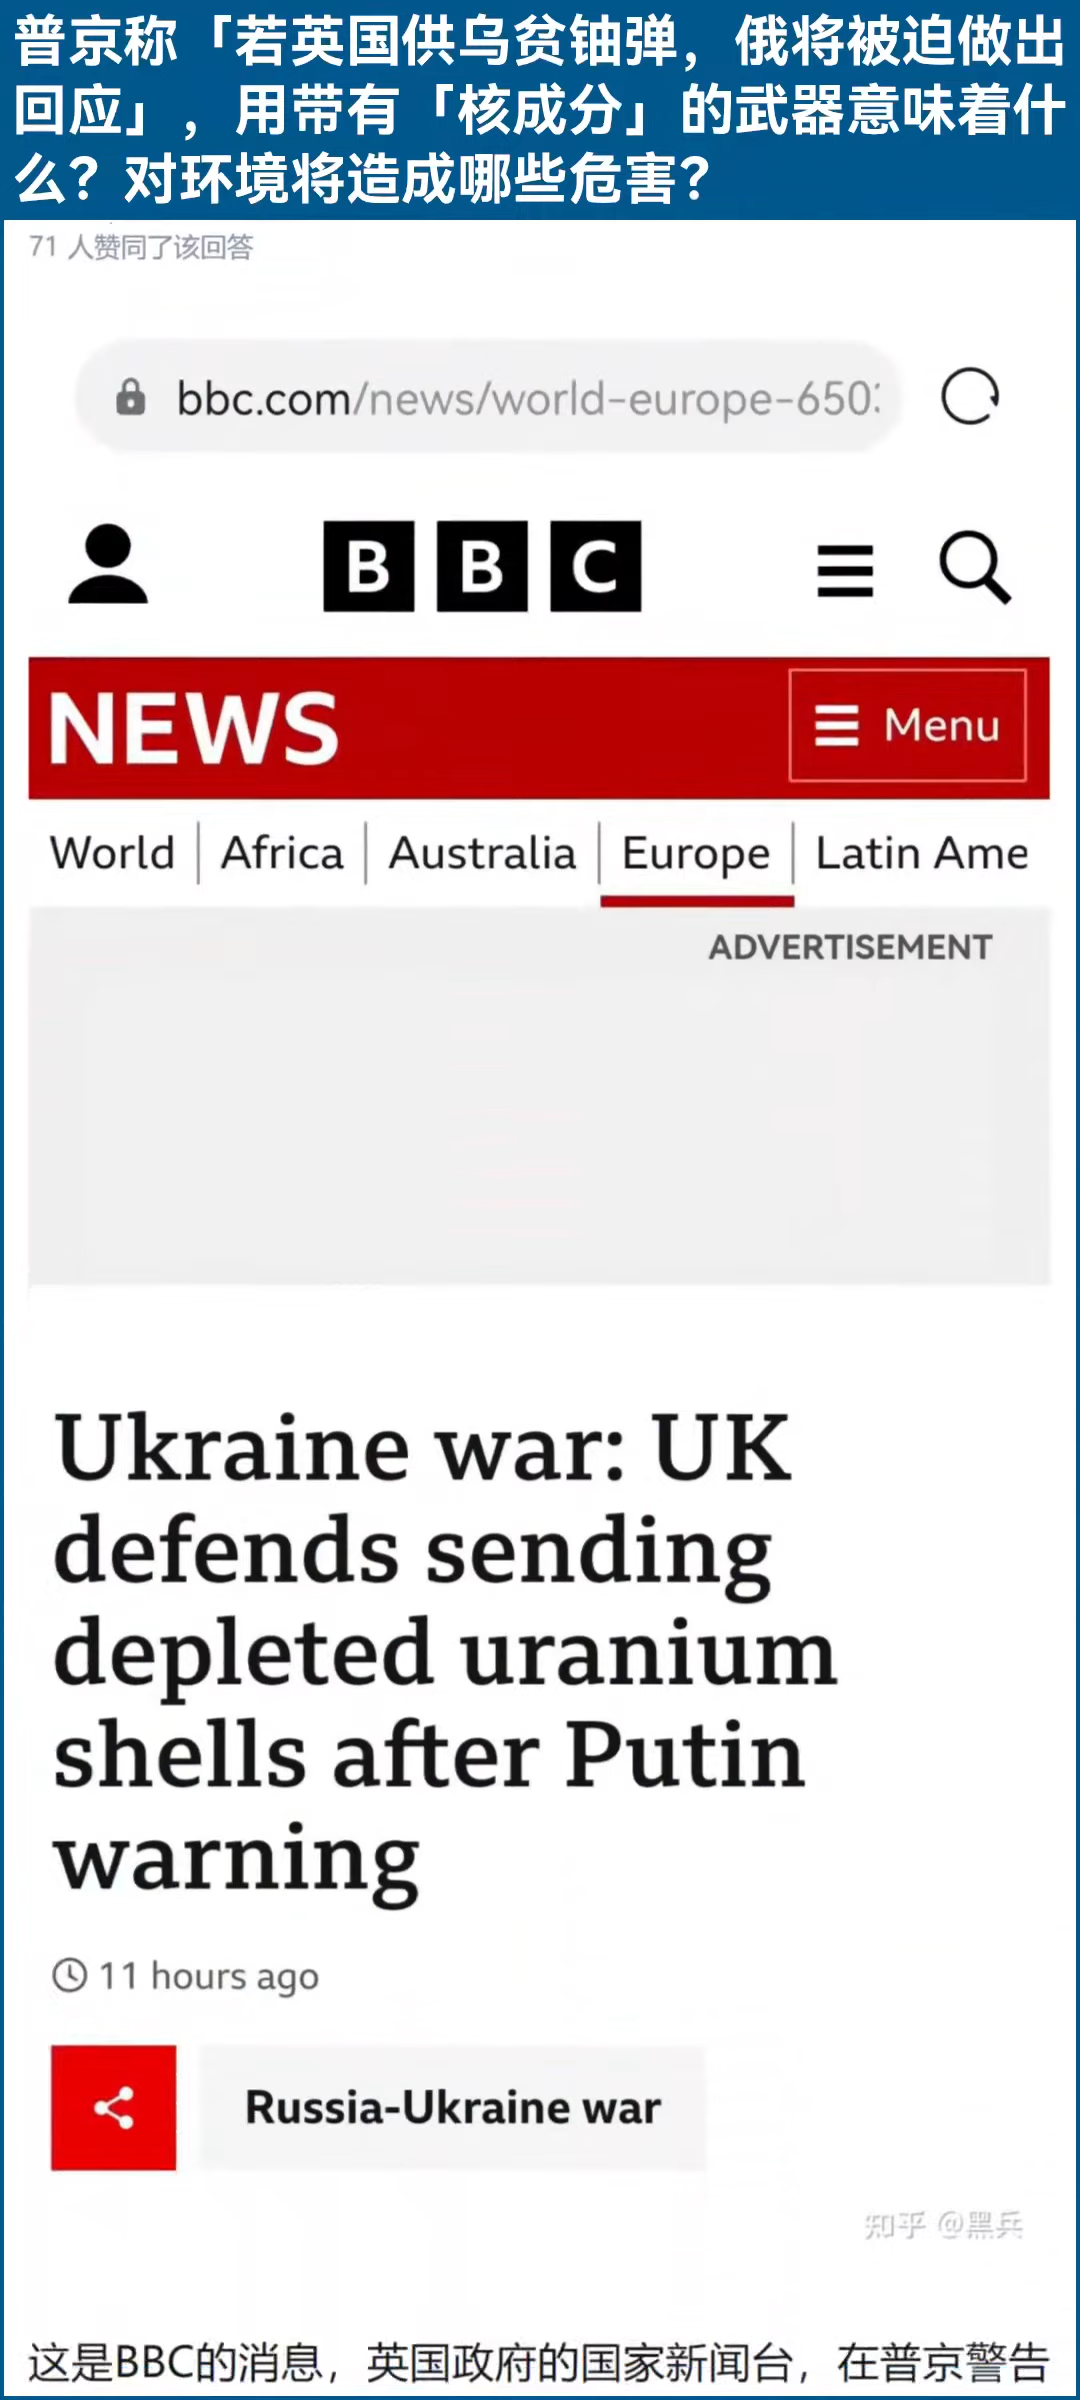 普京称「若英国供乌贫铀弹，俄将被迫做出
回应」，用带有「核成分」的武器意味着什
么？对环境将造成哪些危害？
71 人赞同了该回答
bbc.com/news/world-europe-650
BBC
NEWS
Menu
World Africa Australia Europe Latin Ame
ADVERTISEMENT
Ukraine war: UK
defends sending
depleted uranium
shells after Putin
warning
11 hours ago
Russia-Ukraine war
知乎 @黑兵
这是BBC的消息，英国政府的国家新闻台，在普京警告